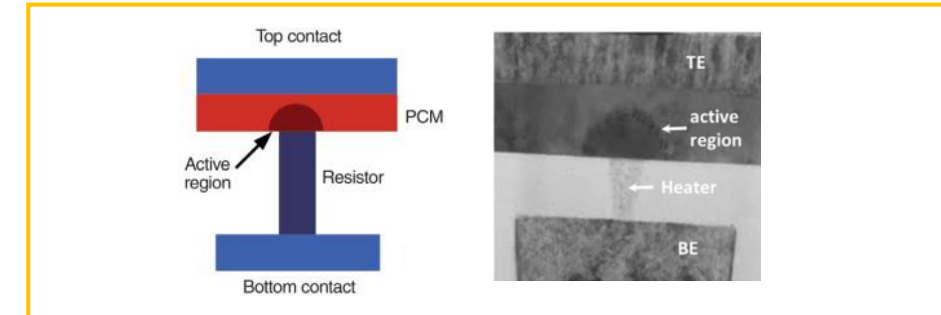 Top contact
PCM
Active
region
Resistor
Bottom contact
TE
active
region
Heater
BE